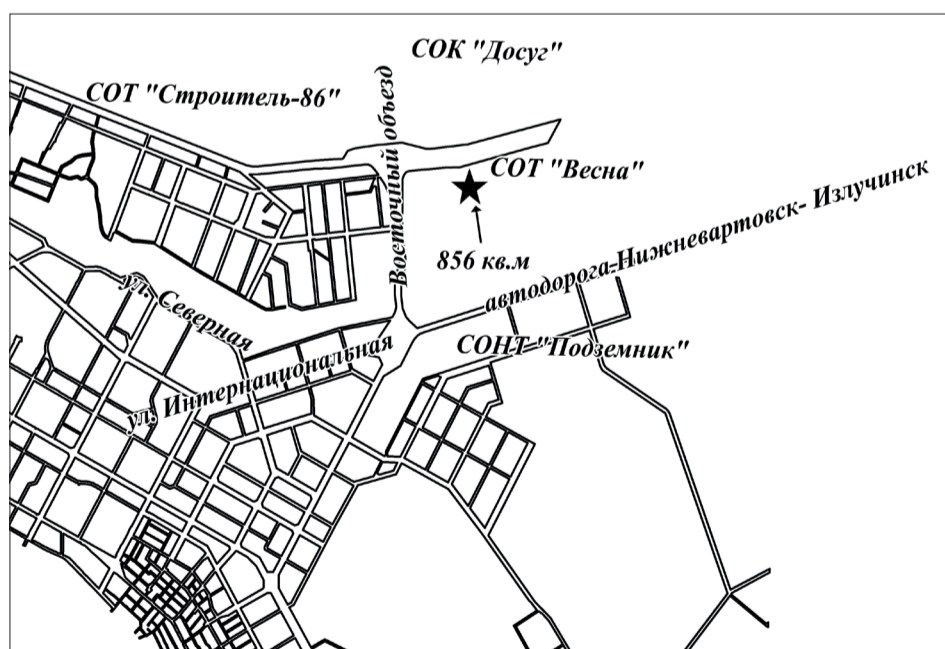 СОК "Досуг"
СОТ "Строитель-86"
Восточный объезд
СОТ "Весна"
856 кв.м
автодорога Нижневартовск- Излучинск
ул. Северная
СОНТ "Подземник"
ул. Интернациональная